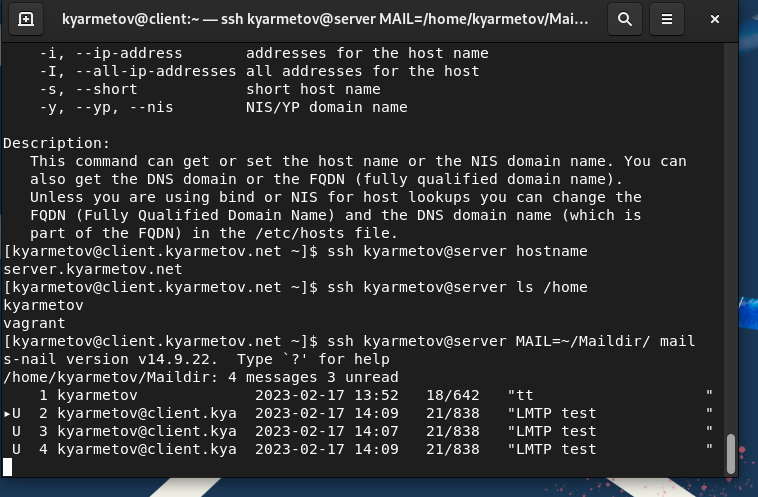 kyarmetov@client:~ — ssh kyarmetov@server MAIL=/home/kyarmetov/Mai…
-i, --ip-address       addresses for the host name
-I, --all-ip-addresses all addresses for the host
-s, --short            short host name
-y, --yp, --nis        NIS/YP domain name
Description:
This command can get or set the host name or the NIS domain name. You can
also get the DNS domain or the FQDN (fully qualified domain name).
Unless you are using bind or NIS for host lookups you can change the
FQDN (Fully Qualified Domain Name) and the DNS domain name (which is
part of the FQDN) in the /etc/hosts file.
[kyarmetov@client.kyarmetov.net ~]$ ssh kyarmetov@server hostname
server.kyarmetov.net
[kyarmetov@client.kyarmetov.net ~]$ ssh kyarmetov@server ls /home
kyarmetov
vagrant
[kyarmetov@client.kyarmetov.net ~]$ ssh kyarmetov@server MAIL=~/Maildir/ mail
s-nail version v14.9.22.  Type `?' for help
/home/kyarmetov/Maildir: 4 messages 3 unread
    1 kyarmetov             2023-02-17 13:52   18/642   "tt                   "
▸U  2 kyarmetov@client.kya  2023-02-17 14:09   21/838   "LMTP test            "
 U  3 kyarmetov@client.kya  2023-02-17 14:07   21/838   "LMTP test            "
 U  4 kyarmetov@client.kya  2023-02-17 14:09   21/838   "LMTP test            "